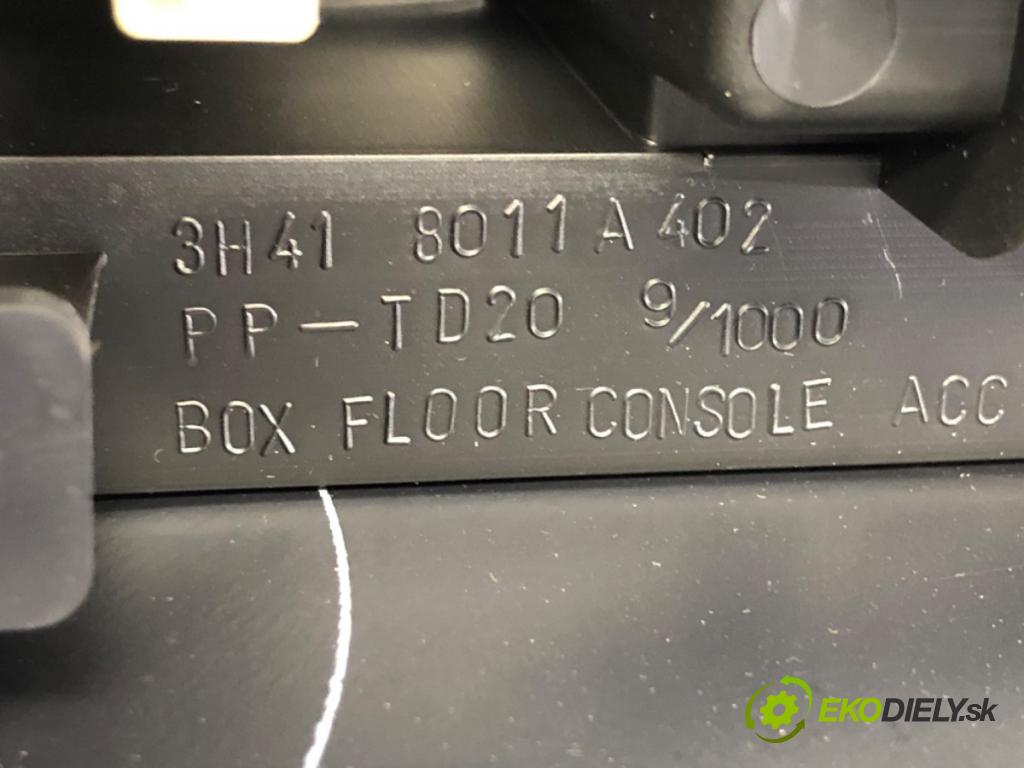 3H41 8011A402
PP-TD20 9/1000
BOX FLOOR CONSOLE ACC
EKODIELY.sk